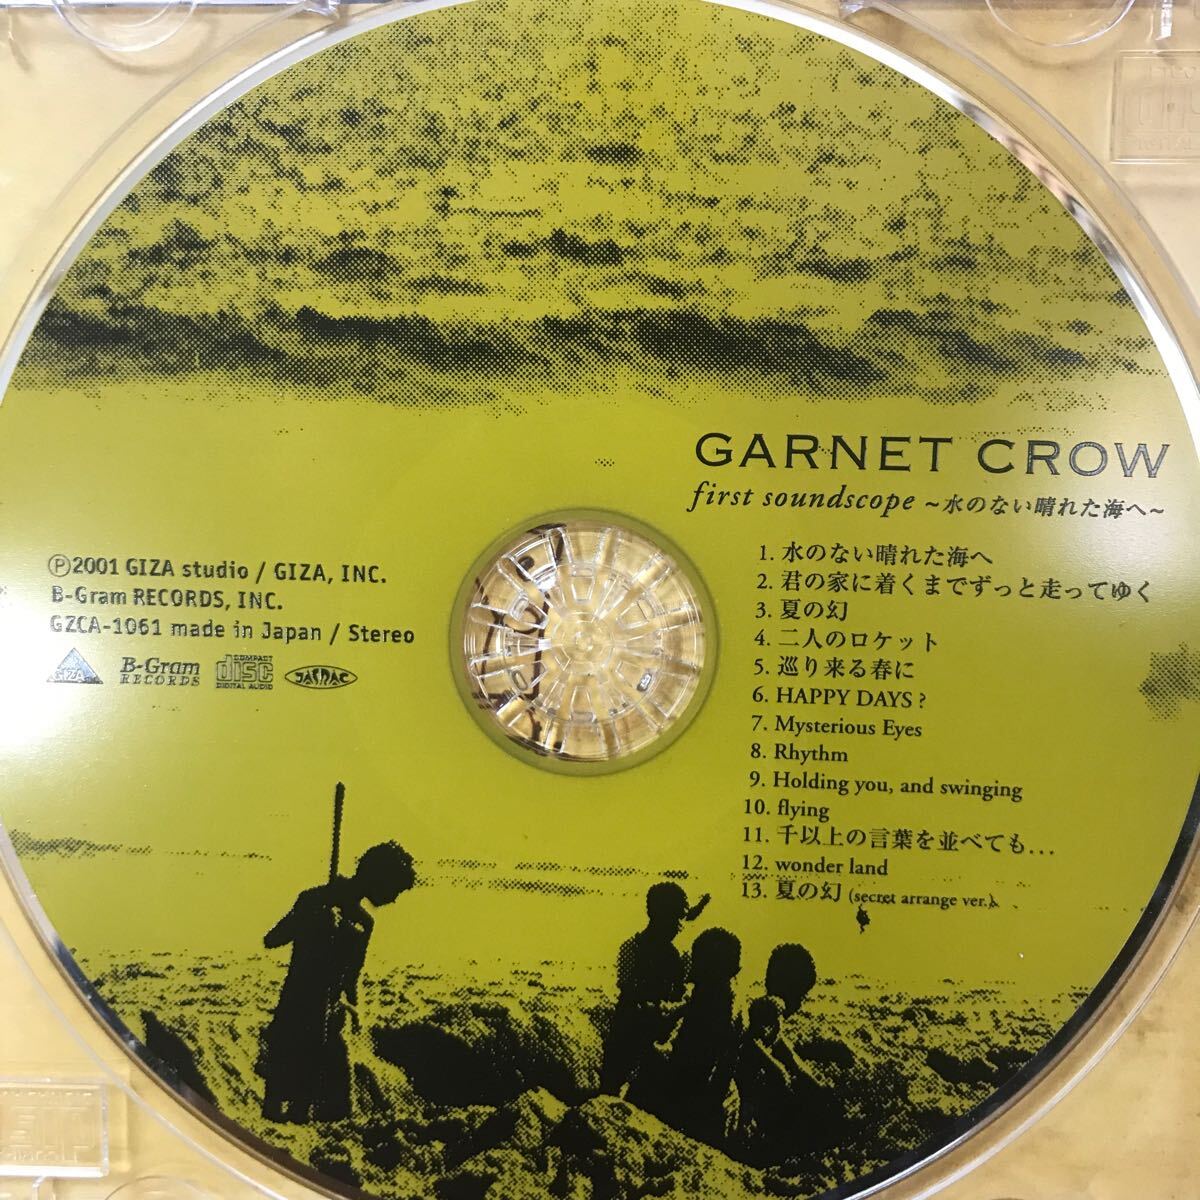 GARNET CROW
first soundscope ~水のない晴れた海へ~
1. 水のない晴れた海へ
2. 君の家に着くまでずっと走ってゆく
3. 夏の幻
4. 二人のロケット
5. 巡り来る春に
6. HAPPY DAYS?
7. Mysterious Eyes
8. Rhythm
9. Holding you, and swinging
10. flying
11. 千以上の言葉を並べても...
12. wonder land
13. 夏の幻 (secret arrange ver.)
℗2001 GIZA studio / GIZA, INC.
B-Gram RECORDS, INC.
GZCA-1061 made in Japan / Stereo
GIZA
B-Gram
RECORDS
COMPACT
disc
DIGITAL AUDIO
JASRAC